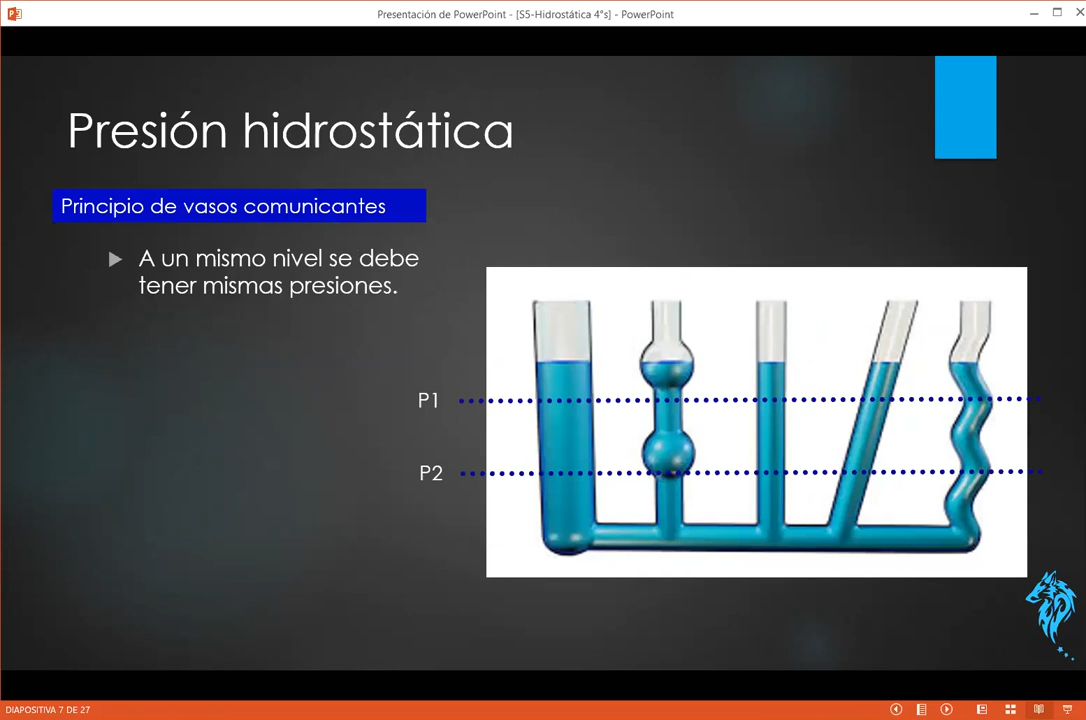 Presentación de PowerPoint - [S5-Hidrostática 4°s] - PowerPoint
Presión hidrostática
Principio de vasos comunicantes
A un mismo nivel se debe
tener mismas presiones.
P1
P2
DIAPOSITIVA 7 DE 27